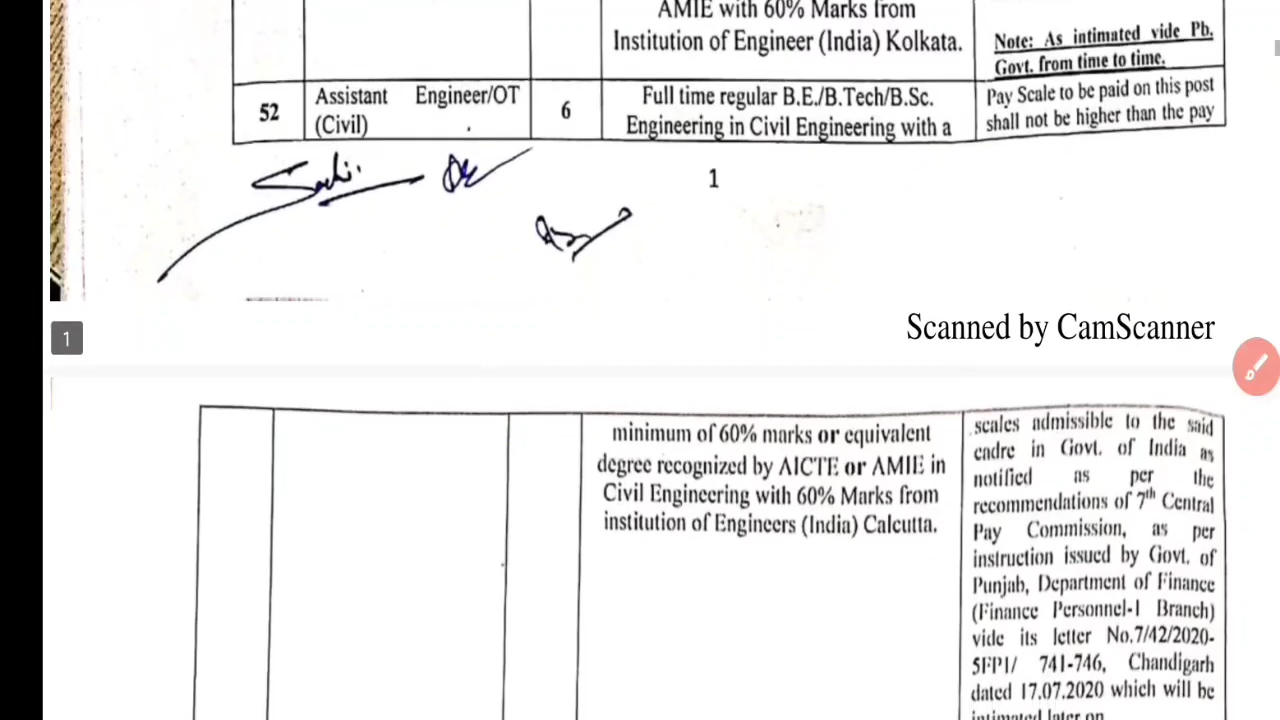 AMIE with 60% Marks from
Institution of Engineer (India) Kolkata.
Note: As intimated vide Pb.
Govt. from time to time.
52
Assistant Engineer/OT
(Civil)
6
Full time regular B.E./B.Tech/B.Sc.
Engineering in Civil Engineering with a
Pay Scale to be paid on this post
shall not be higher than the pay
1
1
Scanned by CamScanner
minimum of 60% marks or equivalent
degree recognized by AICTE or AMIE in
Civil Engineering with 60% Marks from
institution of Engineers (India) Calcutta.
scales admissible to the said
cadre in Govt. of India as
notified as per the
recommendations of 7th Central
Pay Commission, as per
instruction issued by Govt. of
Punjab, Department of Finance
(Finance Personnel-I Branch)
vide its letter No.7/42/2020-
5FP1/ 741-746, Chandigarh
dated 17.07.2020 which will be
intimated later on